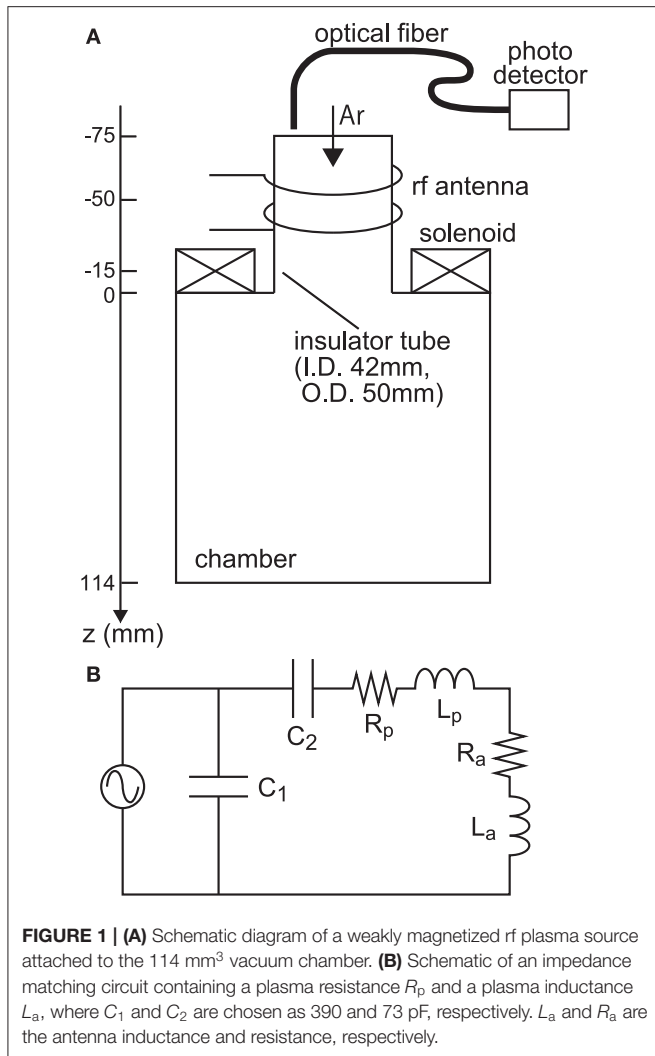 A
optical fiber
photo
detector
Ar
-75
rf antenna
-50
solenoid
-15
0
insulator tube
(I.D. 42mm,
O.D. 50mm)
chamber
114
z (mm)
B
C2
Rp
Lp
Ra
C1
La
FIGURE 1 | (A) Schematic diagram of a weakly magnetized rf plasma source
attached to the 114 mm³ vacuum chamber. (B) Schematic of an impedance
matching circuit containing a plasma resistance Rp and a plasma inductance
La, where C1 and C2 are chosen as 390 and 73 pF, respectively. La and Ra are
the antenna inductance and resistance, respectively.